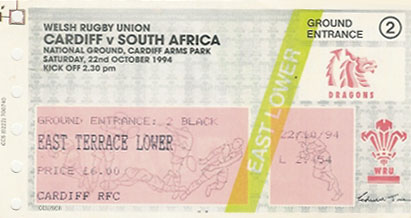 WELSH RUGBY UNION
CARDIFF v SOUTH AFRICA
NATIONAL GROUND, CARDIFF ARMS PARK
SATURDAY, 22nd OCTOBER 1994
KICK OFF 2.30 pm
GROUND
ENTRANCE
2
DRAGONS
EAST LOWER
GROUND ENTRANCE: 2 BLACK
EAST TERRACE LOWER
PRICE £6.00
CARDIFF RFC
22/10/94
WRU